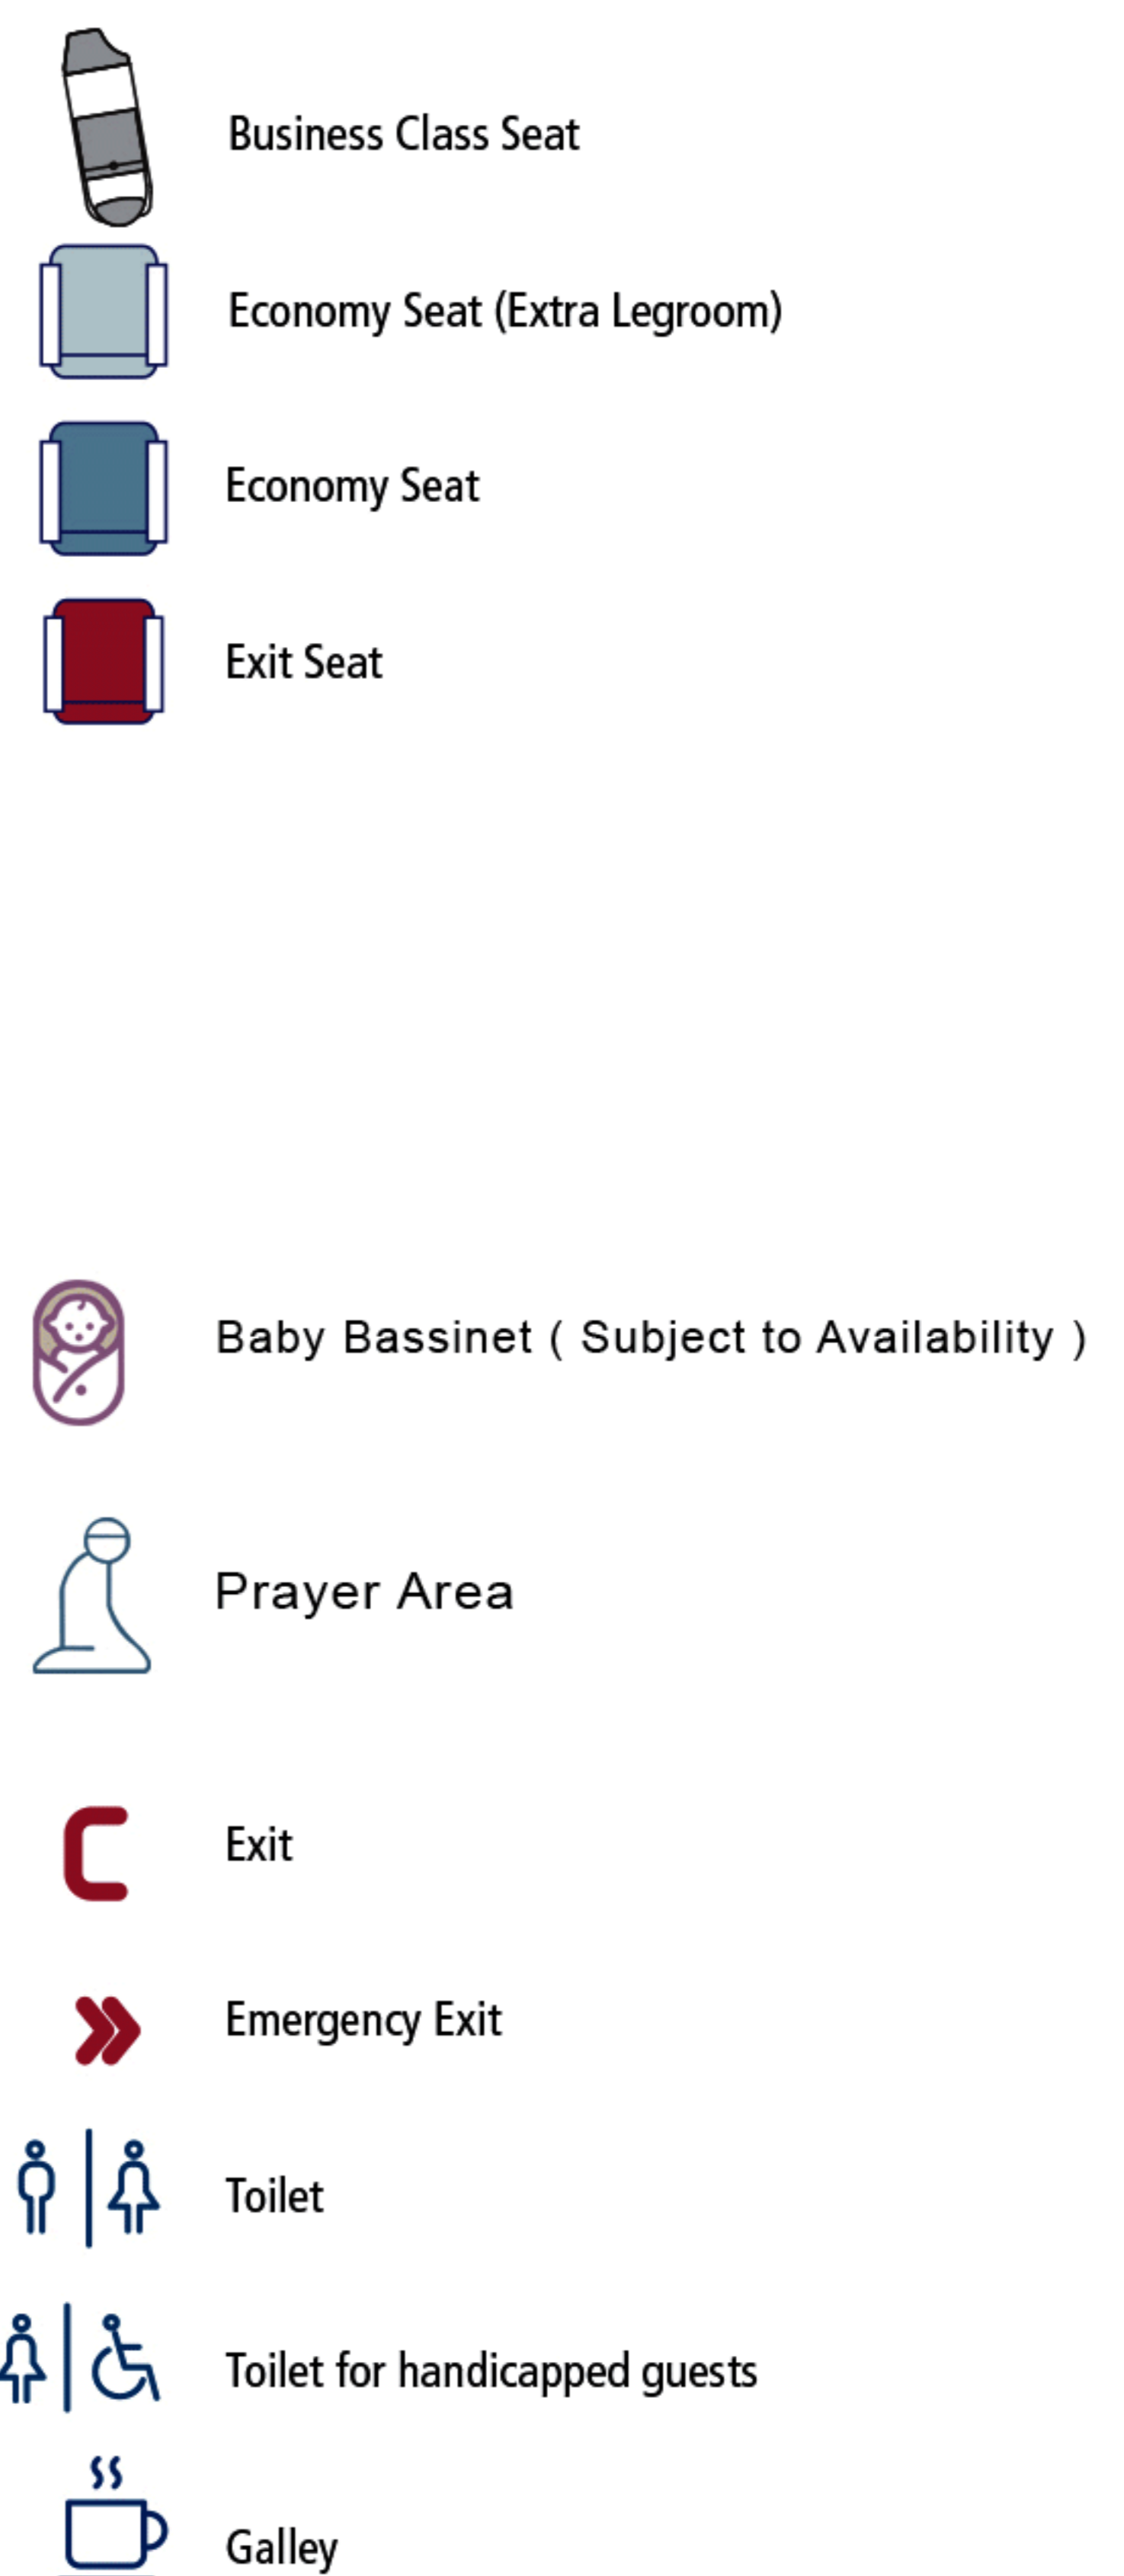 Business Class Seat
Economy Seat (Extra Legroom)
Economy Seat
Exit Seat
Baby Bassinet ( Subject to Availability )
Prayer Area
Exit
Emergency Exit
Toilet
Toilet for handicapped guests
Galley